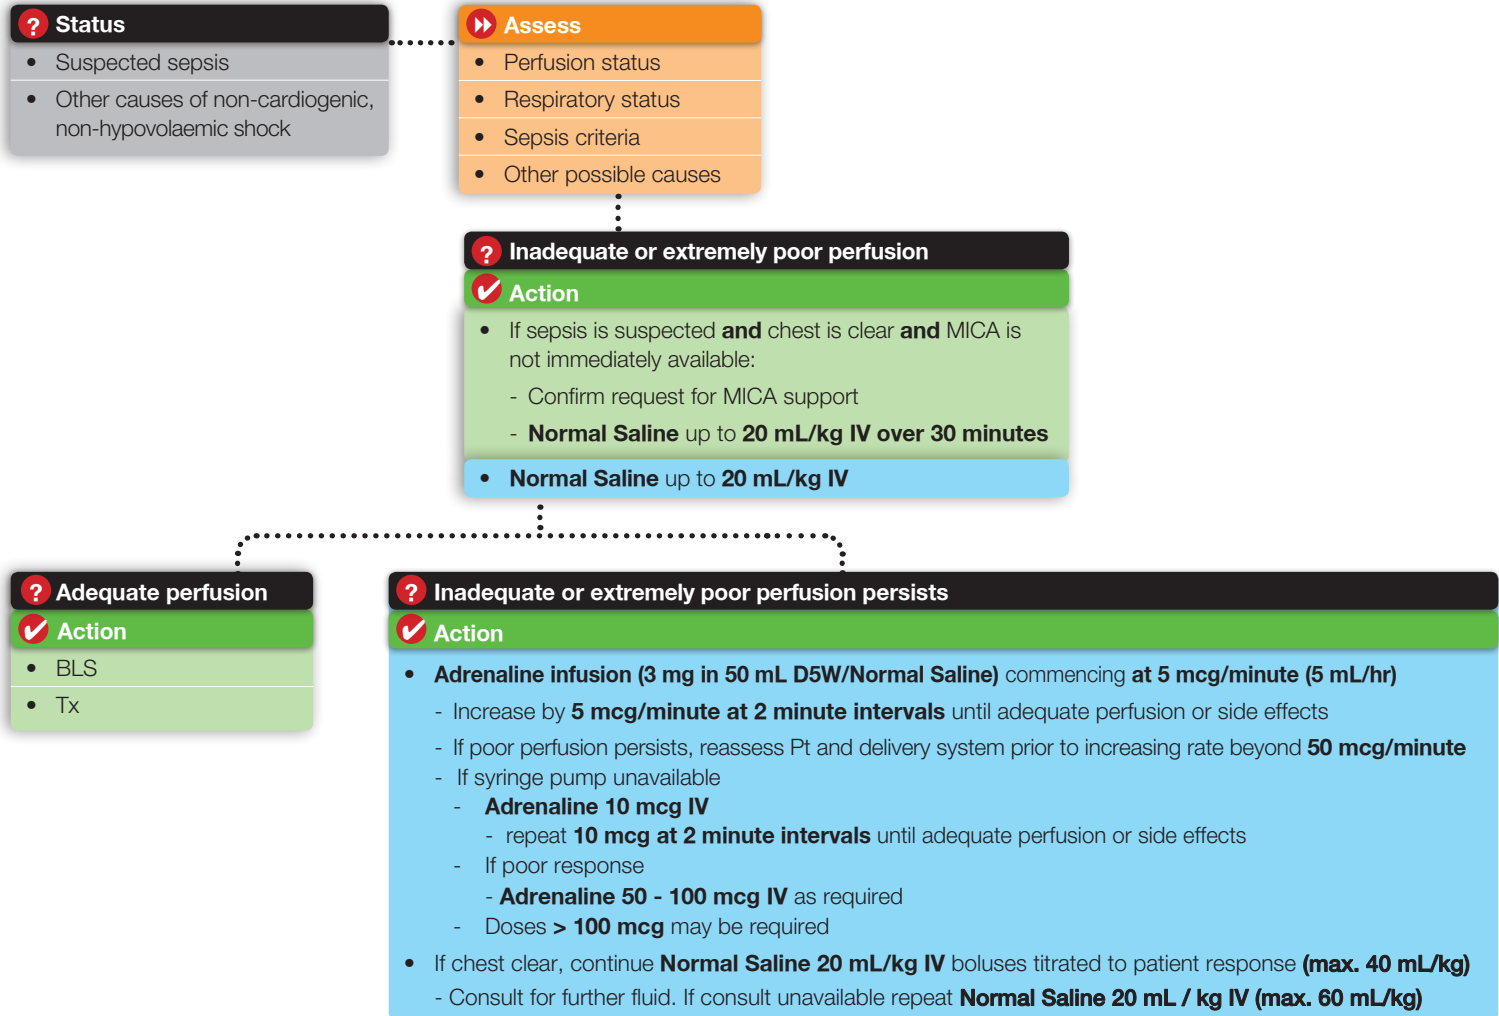 Status
• Suspected sepsis
• Other causes of non-cardiogenic,
non-hypovolaemic shock
Assess
• Perfusion status
• Respiratory status
• Sepsis criteria
• Other possible causes
Inadequate or extremely poor perfusion
Action
• If sepsis is suspected and chest is clear and MICA is
not immediately available:
- Confirm request for MICA support
- Normal Saline up to 20 mL/kg IV over 30 minutes
• Normal Saline up to 20 mL/kg IV
Adequate perfusion
Action
• BLS
• Tx
Inadequate or extremely poor perfusion persists
Action
• Adrenaline infusion (3 mg in 50 mL D5W/Normal Saline) commencing at 5 mcg/minute (5 mL/hr)
- Increase by 5 mcg/minute at 2 minute intervals until adequate perfusion or side effects
- If poor perfusion persists, reassess Pt and delivery system prior to increasing rate beyond 50 mcg/minute
- If syringe pump unavailable
- Adrenaline 10 mcg IV
- repeat 10 mcg at 2 minute intervals until adequate perfusion or side effects
- If poor response
- Adrenaline 50 - 100 mcg IV as required
- Doses > 100 mcg may be required
• If chest clear, continue Normal Saline 20 mL/kg IV boluses titrated to patient response (max. 40 mL/kg)
- Consult for further fluid. If consult unavailable repeat Normal Saline 20 mL / kg IV (max. 60 mL/kg)